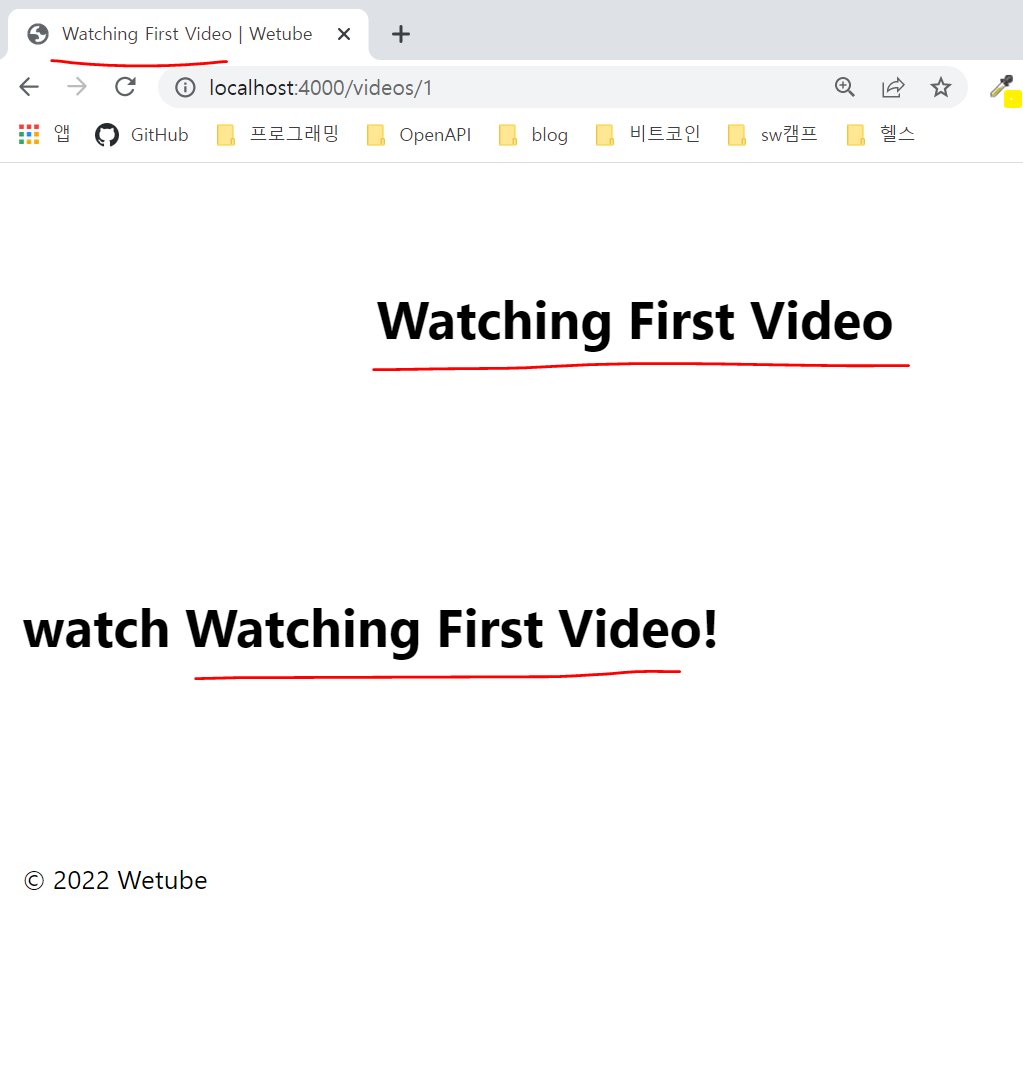 Watching First Video | Wetube
localhost:4000/videos/1
앱 GitHub 프로그래밍 OpenAPI blog 비트코인 sw캠프 헬스
Watching First Video
watch Watching First Video!
© 2022 Wetube